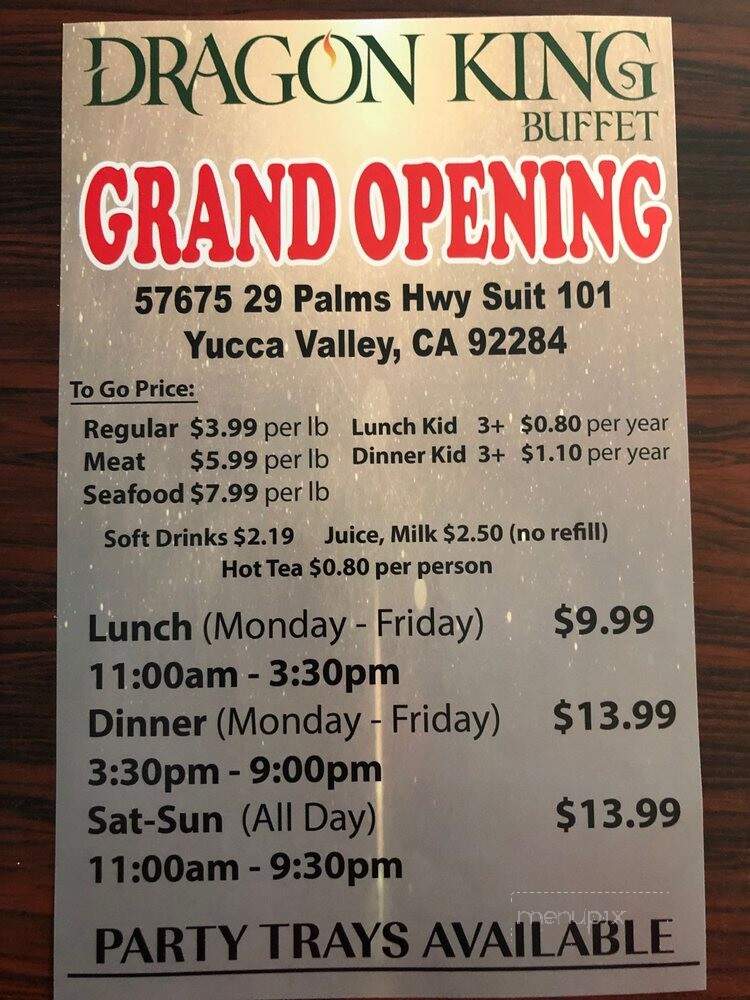 DRAGON KING
BUFFET
GRAND OPENING
57675 29 Palms Hwy Suit 101
Yucca Valley, CA 92284
To Go Price:
Regular $3.99 per lb Lunch Kid 3+ $0.80 per year
Meat $5.99 per lb Dinner Kid 3+ $1.10 per year
Seafood $7.99 per lb
Soft Drinks $2.19 Juice, Milk $2.50 (no refill)
Hot Tea $0.80 per person
Lunch (Monday - Friday) $9.99
11:00am - 3:30pm
Dinner (Monday - Friday) $13.99
3:30pm - 9:00pm
Sat-Sun (All Day) $13.99
11:00am - 9:30pm
menupix
PARTY TRAYS AVAILABLE